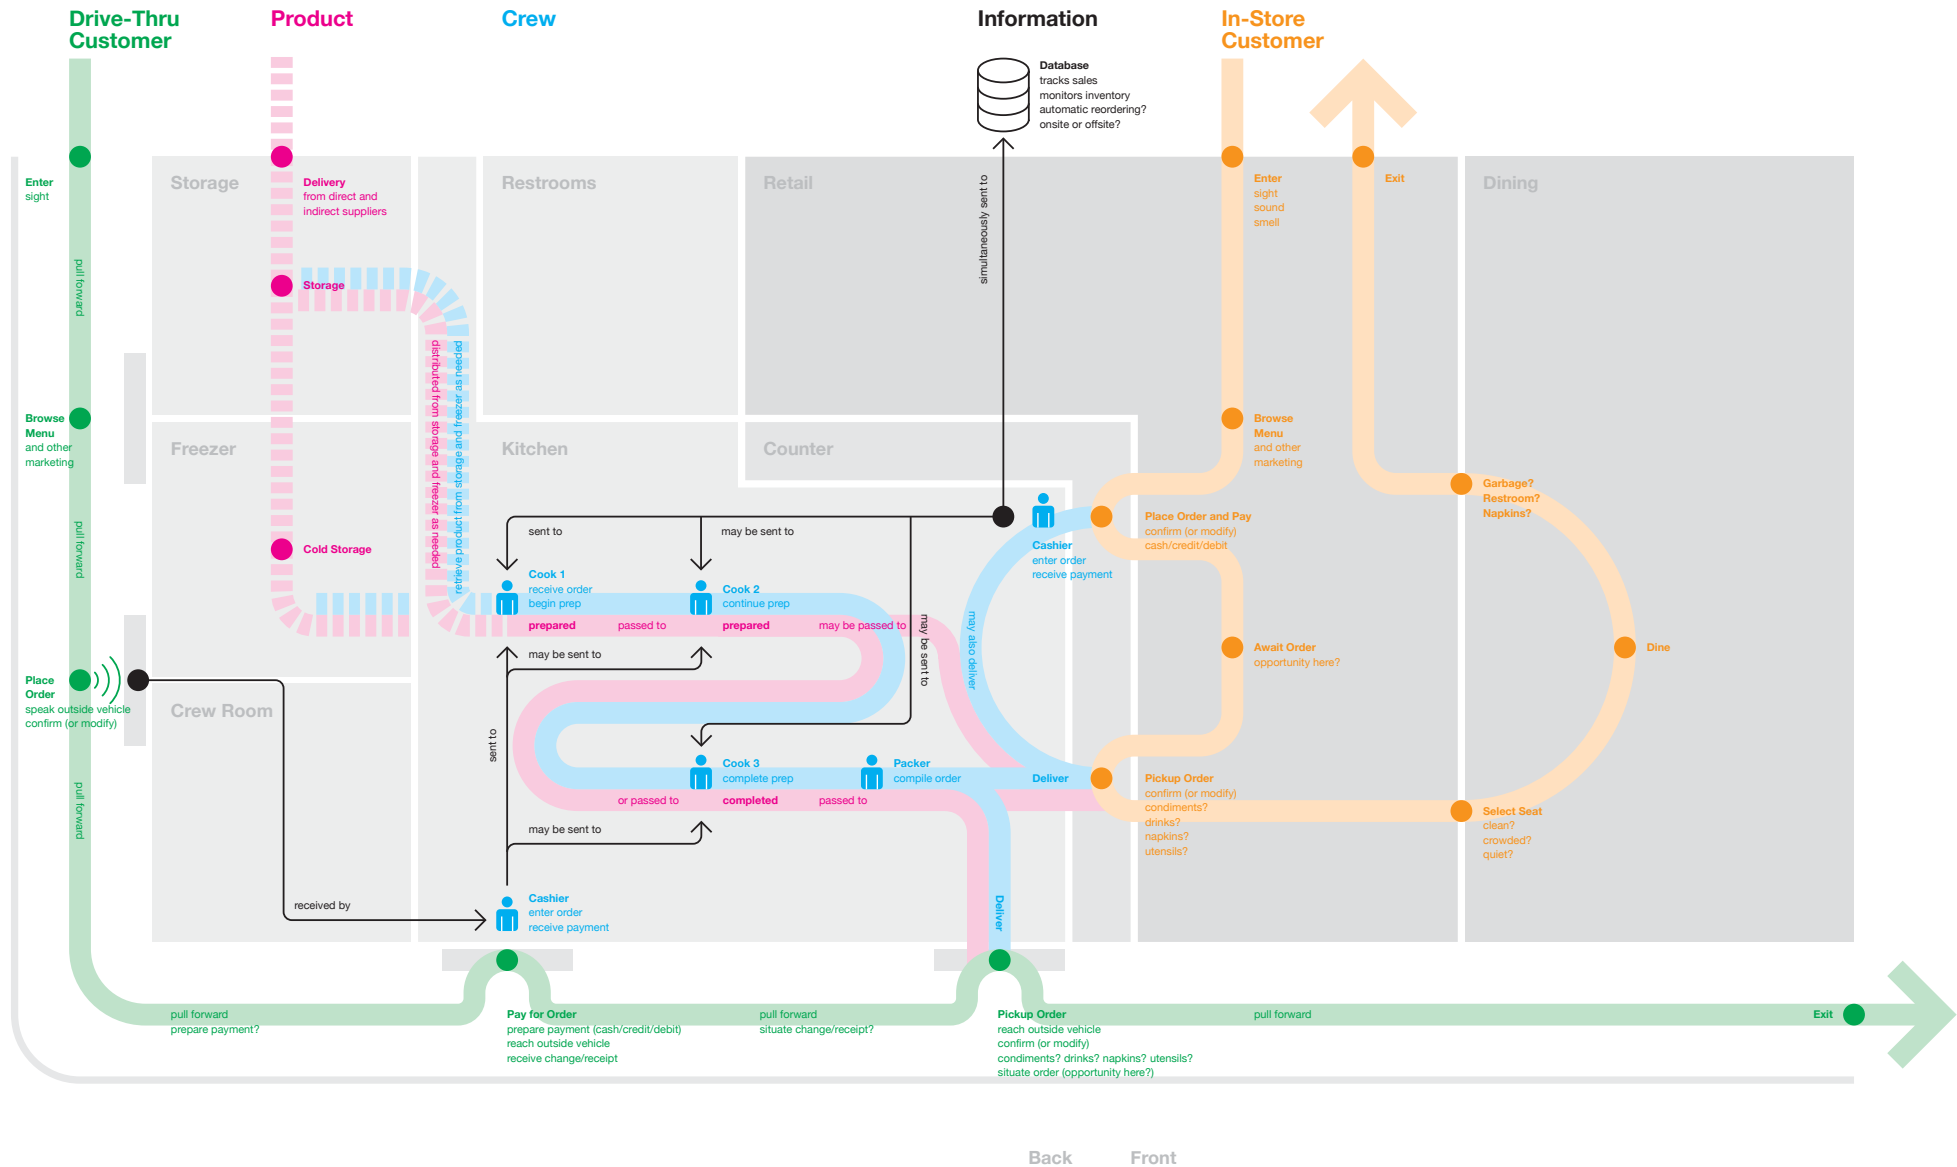 Drive-Thru
Customer
Product
Crew
Information
In-Store
Customer
Database
tracks sales
monitors inventory
automatic reordering?
onsite or offsite?
Enter
sight
Storage
Delivery
from direct and
indirect suppliers
Restrooms
Retail
simultaneously sent to
Enter
sight
sound
smell
Exit
Dining
pull forward
Storage
distributed from storage and freezer as needed
retrieve product from storage and freezer as needed
Browse
Menu
and other
marketing
Freezer
Kitchen
Counter
Browse
Menu
and other
marketing
Garbage?
Restroom?
Napkins?
pull forward
Cold Storage
sent to
may be sent to
Cashier
enter order
receive payment
Place Order and Pay
confirm (or modify)
cash/credit/debit
Cook 1
receive order
begin prep
Cook 2
continue prep
prepared
passed to
prepared
may be passed to
may be sent to
may be sent to
may also deliver
Await Order
opportunity here?
Dine
Place
Order
speak outside vehicle
confirm (or modify)
Crew Room
sent to
pull forward
Cook 3
complete prep
Packer
compile order
Deliver
or passed to
completed
passed to
Pickup Order
confirm (or modify)
condiments?
drinks?
napkins?
utensils?
Select Seat
clean?
crowded?
quiet?
may be sent to
received by
Cashier
enter order
receive payment
Deliver
pull forward
prepare payment?
Pay for Order
prepare payment (cash/credit/debit)
reach outside vehicle
receive change/receipt
pull forward
situate change/receipt?
Pickup Order
reach outside vehicle
confirm (or modify)
condiments? drinks? napkins? utensils?
situate order (opportunity here?)
pull forward
Exit
Back
Front